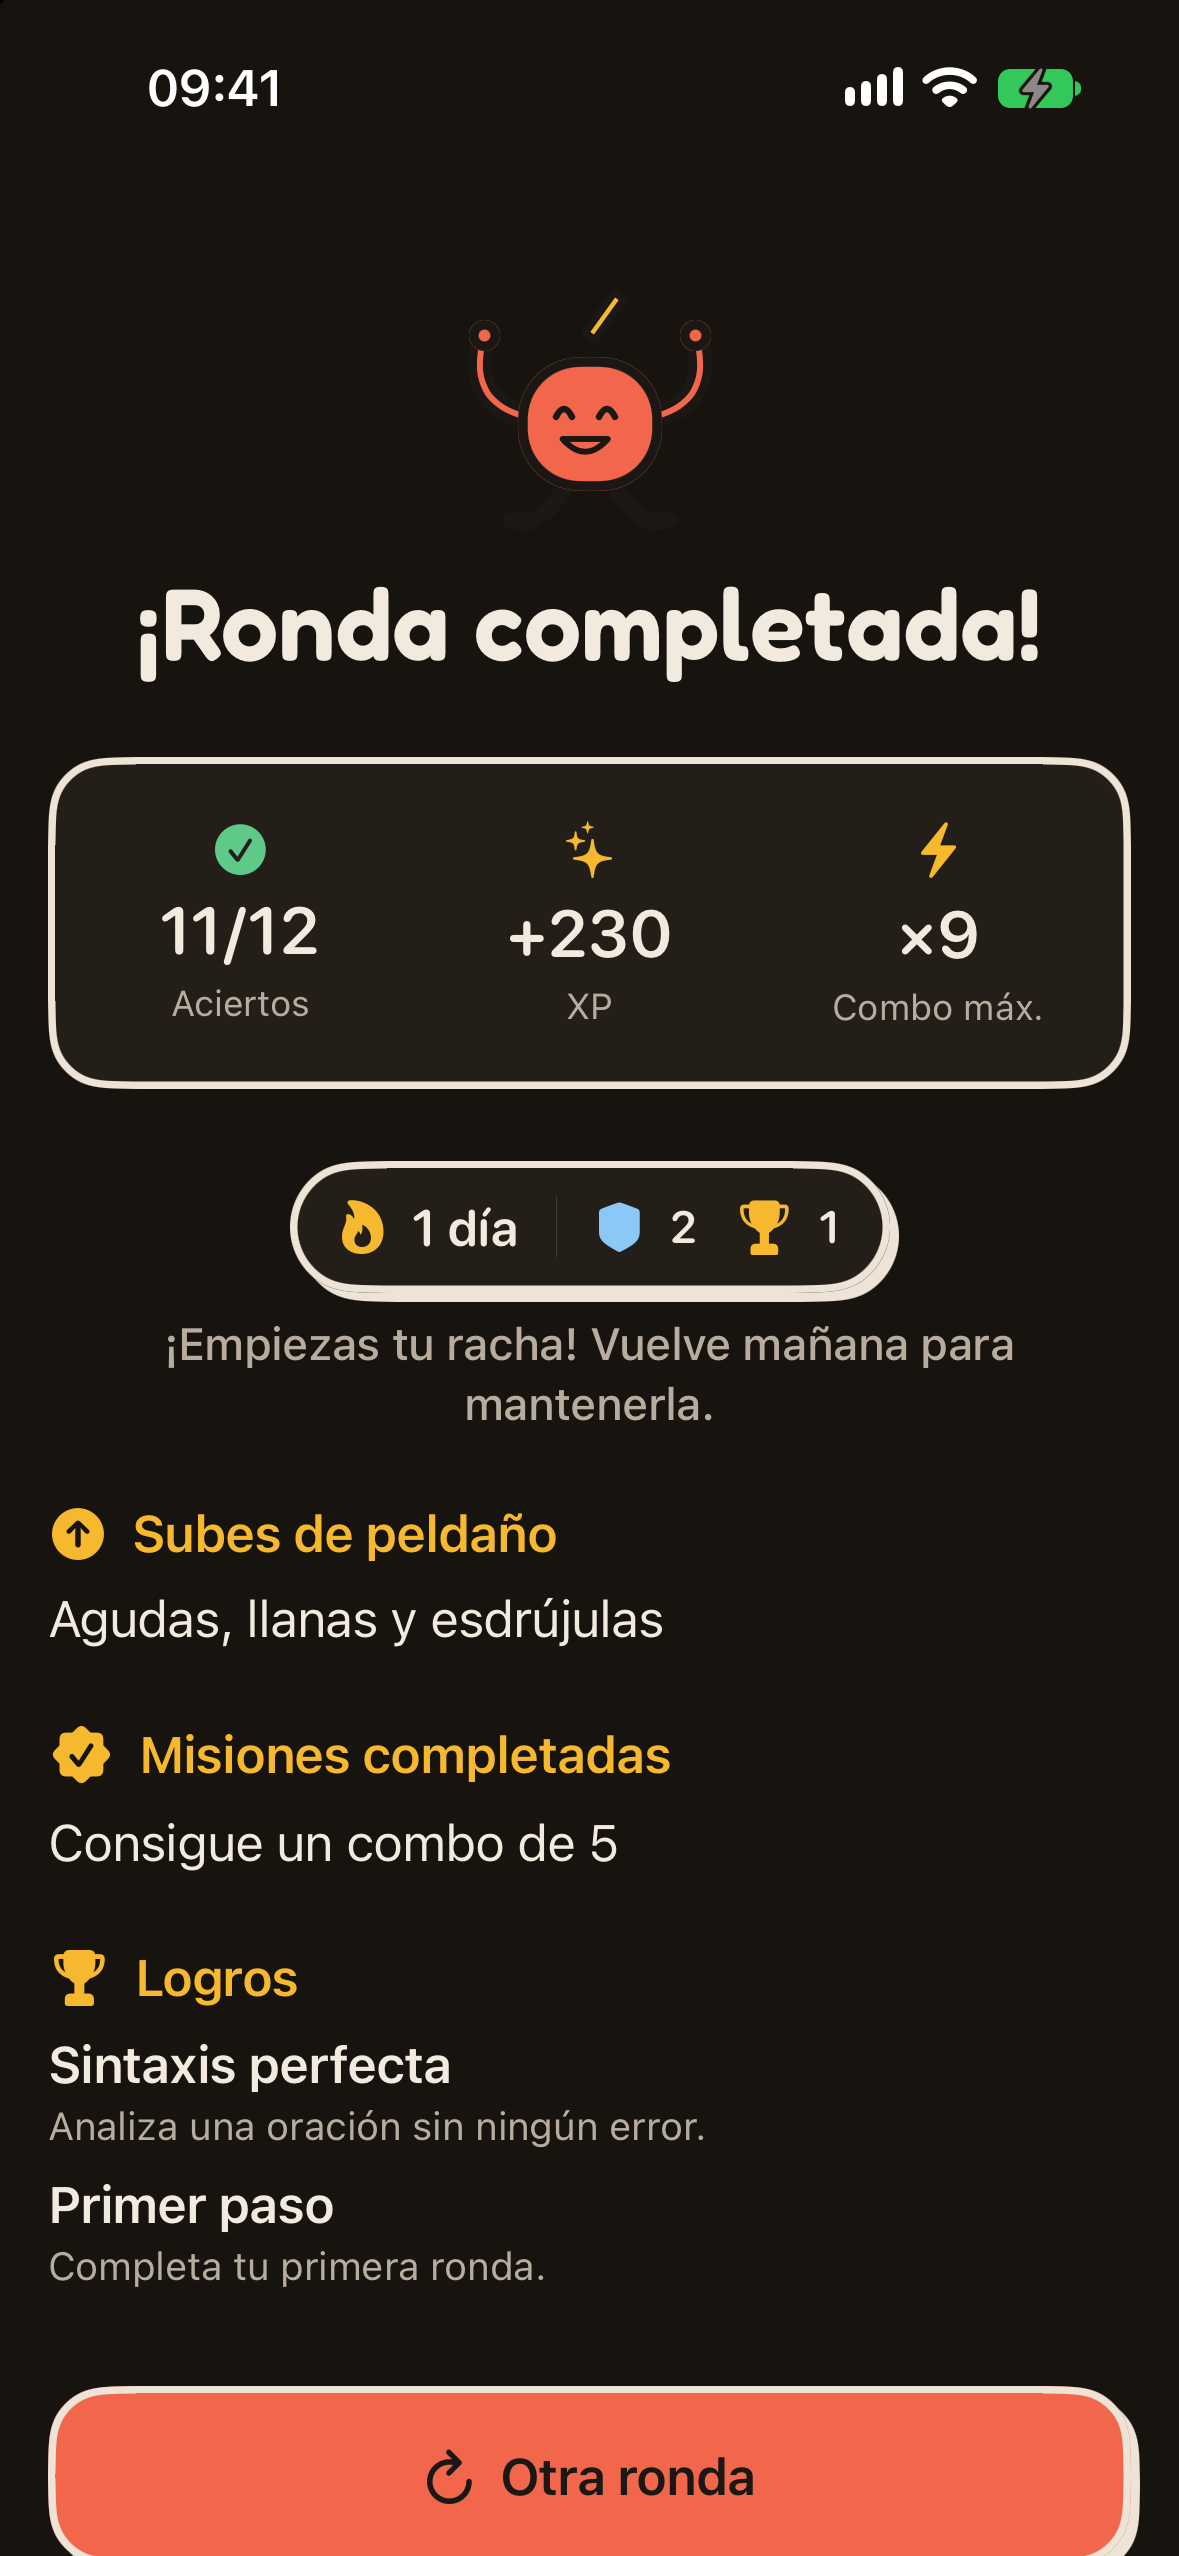 09:41
¡Ronda completada!
11/12
Aciertos
+230
XP
×9
Combo máx.
1 día
2
1
¡Empiezas tu racha! Vuelve mañana para
mantenerla.
Subes de peldaño
Agudas, llanas y esdrújulas
Misiones completadas
Consigue un combo de 5
Logros
Sintaxis perfecta
Analiza una oración sin ningún error.
Primer paso
Completa tu primera ronda.
Otra ronda